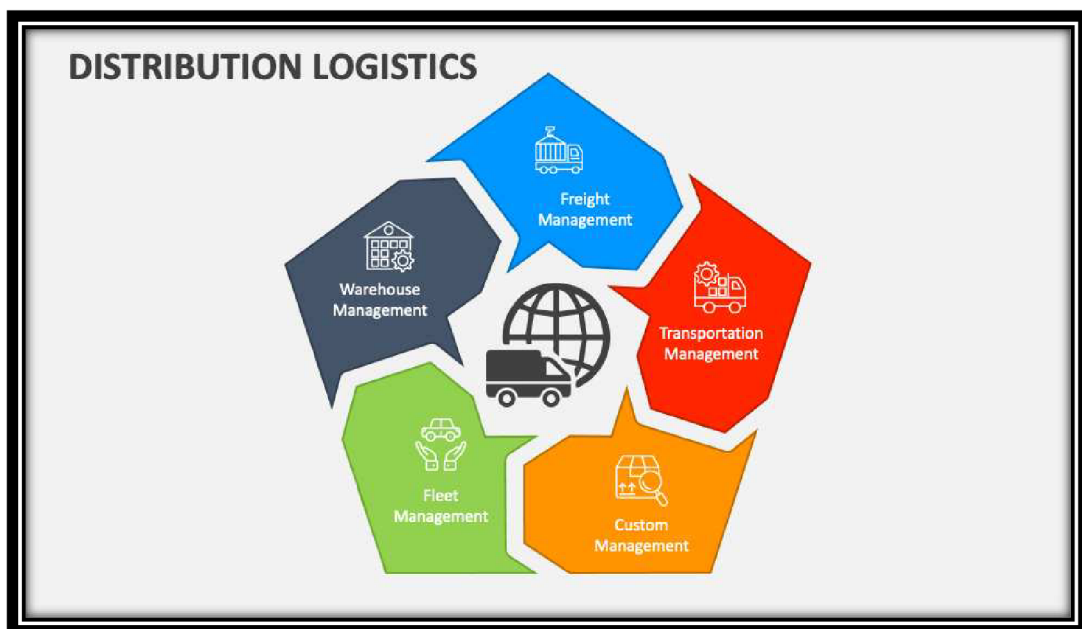 DISTRIBUTION LOGISTICS
Freight
Management
Warehouse
Management
Transportation
Management
Fleet
Management
Custom
Management